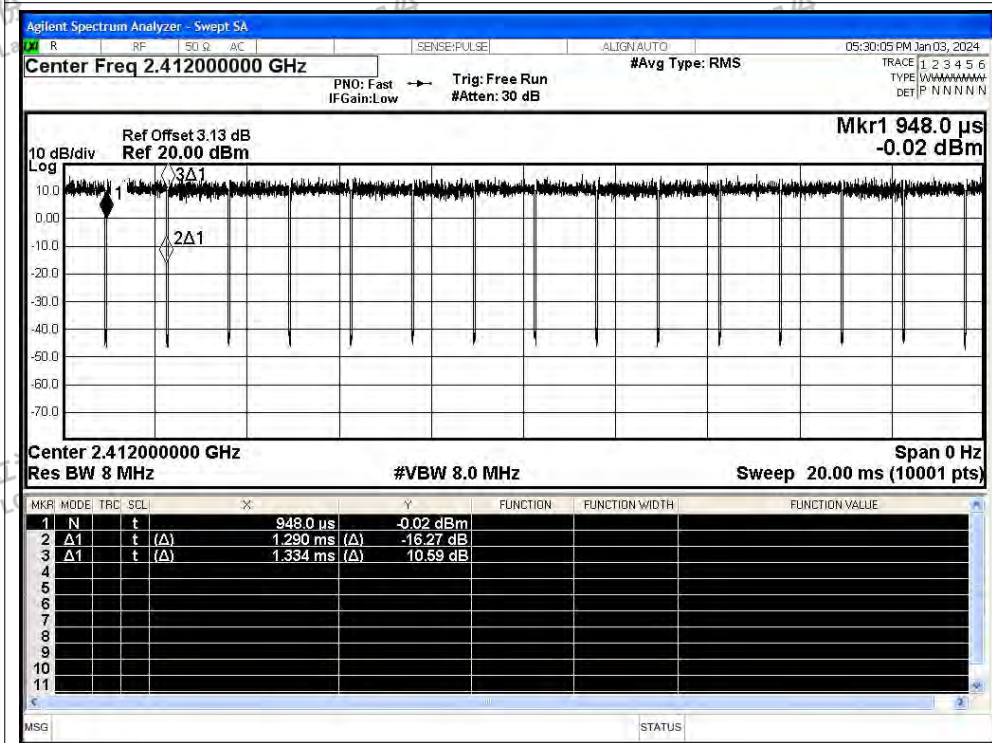 Agilent Spectrum Analyzer - Swept SA
R RF 50 Ω AC SENSE:PULSE ALIGN AUTO 05:30:05 PM Jan 03, 2024
Center Freq 2.412000000 GHz #Avg Type: RMS TRACE 1 2 3 4 5 6
PNO: Fast Trig: Free Run TYPE WWWWWW
IFGain:Low #Atten: 30 dB DET P N N N N N
Mkr1 948.0 µs
Ref Offset 3.13 dB
10 dB/div Ref 20.00 dBm -0.02 dBm
Log
3Δ1
10.0
1
0.00
2Δ1
-10.0
-20.0
-30.0
-40.0
-50.0
-60.0
-70.0
Center 2.412000000 GHz Span 0 Hz
Res BW 8 MHz #VBW 8.0 MHz Sweep 20.00 ms (10001 pts)
MKR MODE TRC SCL X Y FUNCTION FUNCTION WIDTH FUNCTION VALUE
1 N t 948.0 µs -0.02 dBm
2 Δ1 t (Δ) 1.290 ms (Δ) -16.27 dB
3 Δ1 t (Δ) 1.334 ms (Δ) 10.59 dB
4
5
6
7
8
9
10
11
MSG STATUS